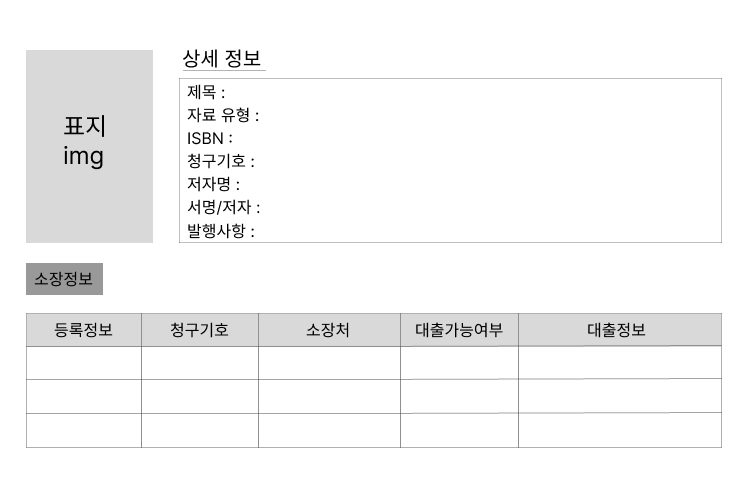 상세 정보
표지
img
제목 :
자료 유형 :
ISBN :
청구기호 :
저자명 :
서명/저자 :
발행사항 :
소장정보
등록정보 청구기호 소장처 대출가능여부 대출정보